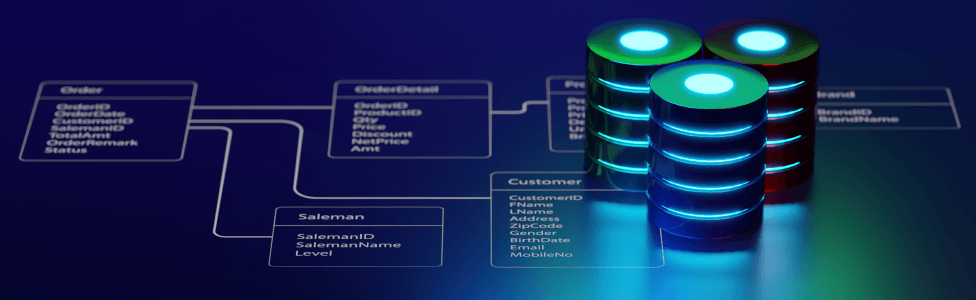 Order
OrderID
OrderDate
CustomerID
SalemanID
TotalAmt
OrderRemark
Status
OrderDetail
OrderID
ProductID
Qty
Price
Discount
NetPrice
Amt
Brand
BrandID
BrandName
Customer
CustomerID
FName
LName
Address
ZipCode
Gender
BirthDate
Email
MobileNo
Saleman
SalemanID
SalemanName
Level